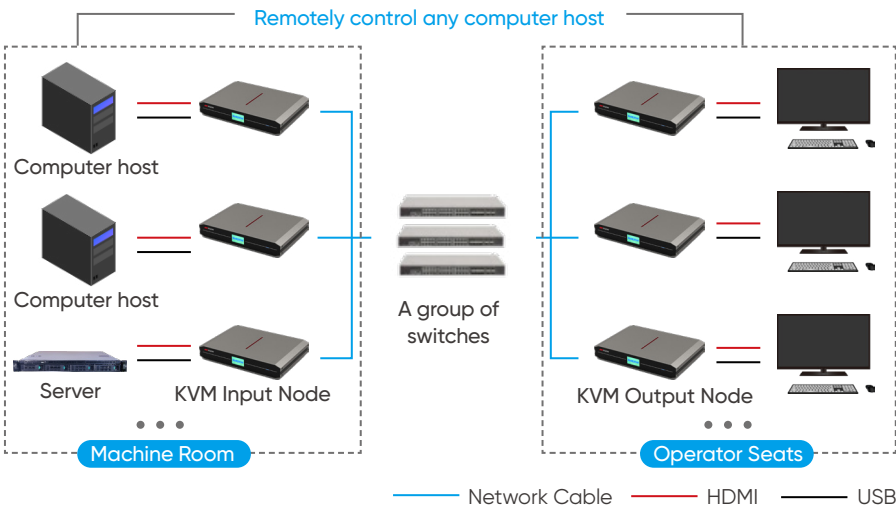 Remotely control any computer host
Computer host
Computer host
Server
KVM Input Node
Machine Room
A group of
switches
KVM Output Node
Operator Seats
Network Cable
HDMI
USB